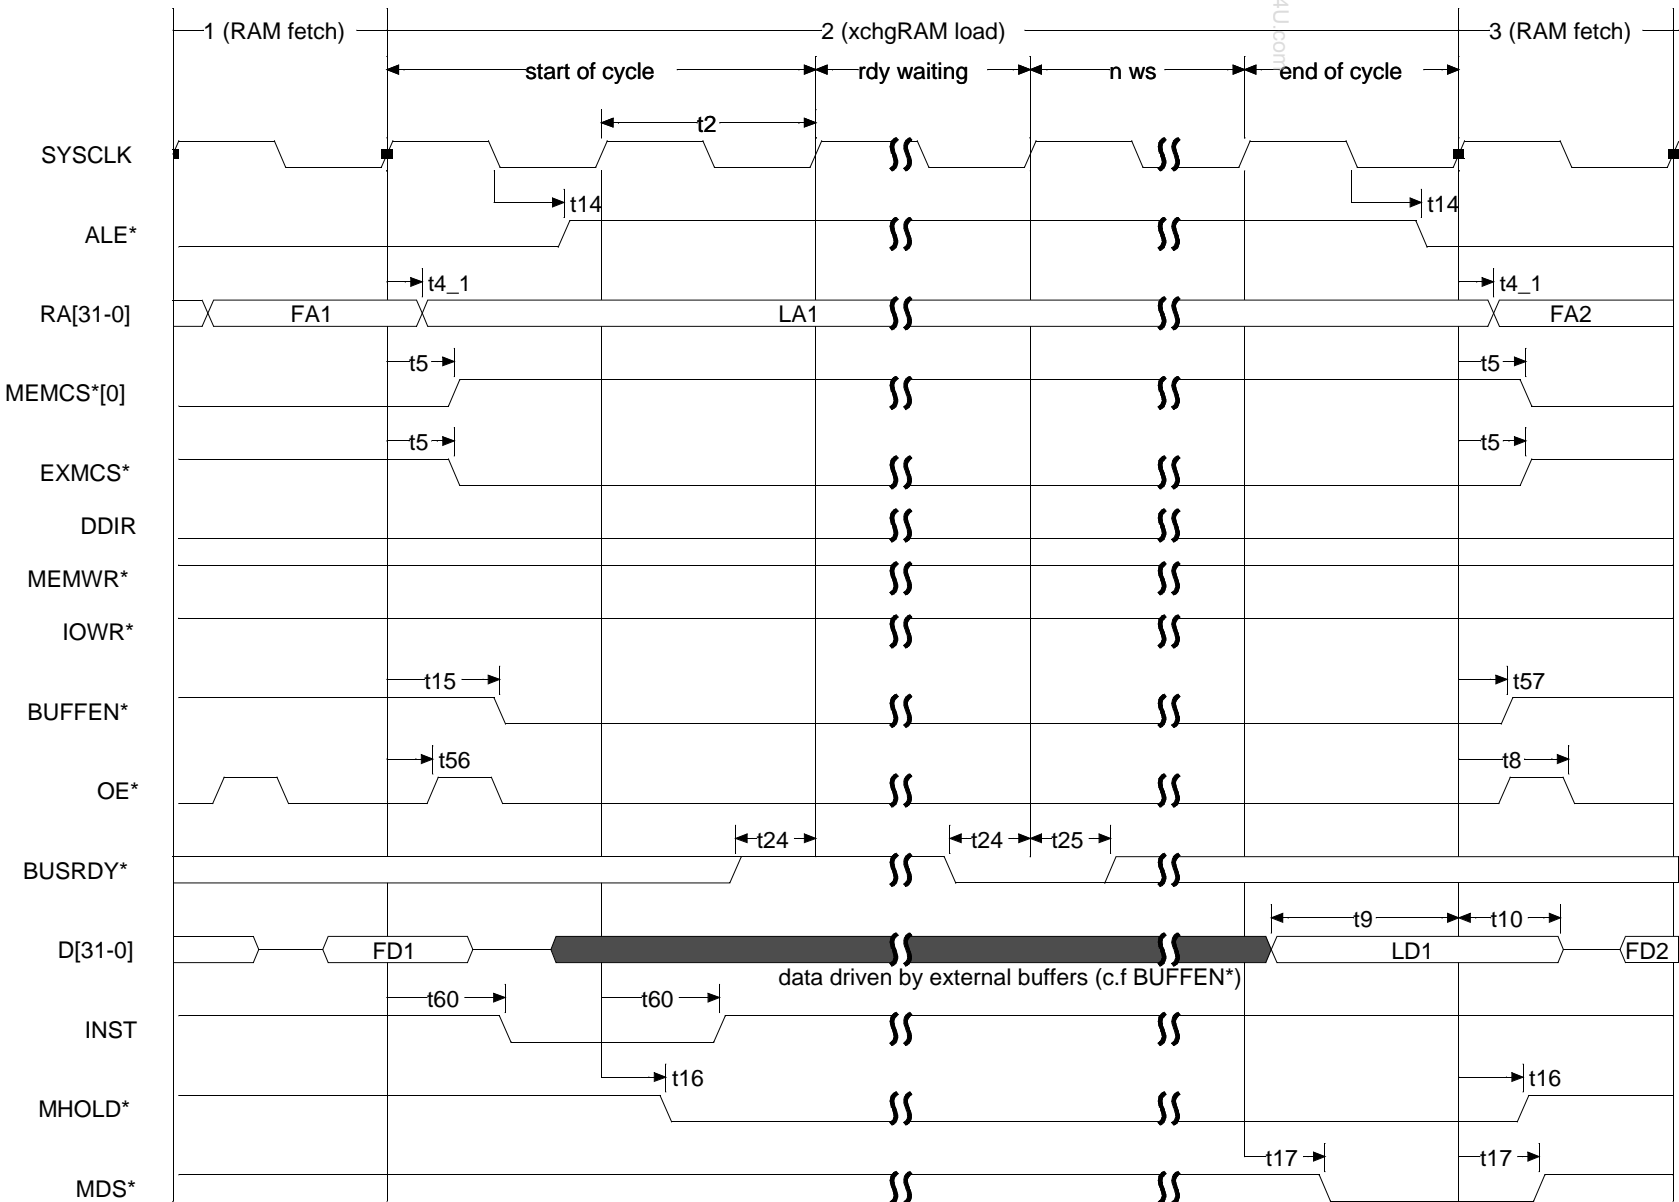 4U.com
1 (RAM fetch) 2 (xchgRAM load) 3 (RAM fetch)
start of cycle rdy waiting n ws end of cycle
t2
SYSCLK
t14 t14
ALE*
t4_1 t4_1
RA[31-0] FA1 LA1 FA2
t5 t5
MEMCS*[0]
t5 t5
EXMCS*
DDIR
MEMWR*
IOWR*
t15 t57
BUFFEN*
t56 t8
OE*
t24 t24 t25
BUSRDY*
t9 t10
D[31-0] FD1 LD1 FD2
data driven by external buffers (c.f BUFFEN*)
t60 t60
INST
t16 t16
MHOLD*
t17 t17
MDS*